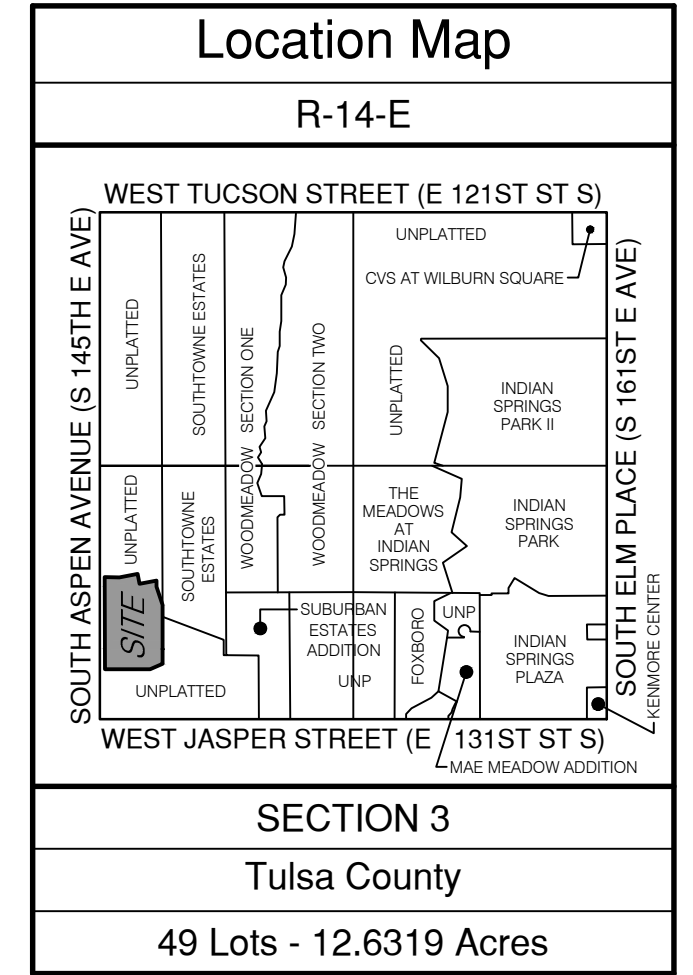 Location Map
R-14-E
WEST TUCSON STREET (E 121ST ST S)
SOUTH ASPEN AVENUE (S 145TH E AVE)
SOUTH ELM PLACE (S 161ST E AVE)
UNPLATTED
SOUTHTOWNE ESTATES
WOODMEADOW SECTION ONE
WOODMEADOW SECTION TWO
UNPLATTED
CVS AT WILBURN SQUARE
UNPLATTED
INDIAN
SPRINGS
PARK II
UNPLATTED
SOUTHTOWNE
ESTATES
THE
MEADOWS
AT
INDIAN
SPRINGS
INDIAN
SPRINGS
PARK
SITE
SUBURBAN
ESTATES
ADDITION
UNP
FOXBORO
UNP
INDIAN
SPRINGS
PLAZA
KENMORE CENTER
UNPLATTED
WEST JASPER STREET (E 131ST ST S)
MAE MEADOW ADDITION
SECTION 3
Tulsa County
49 Lots - 12.6319 Acres